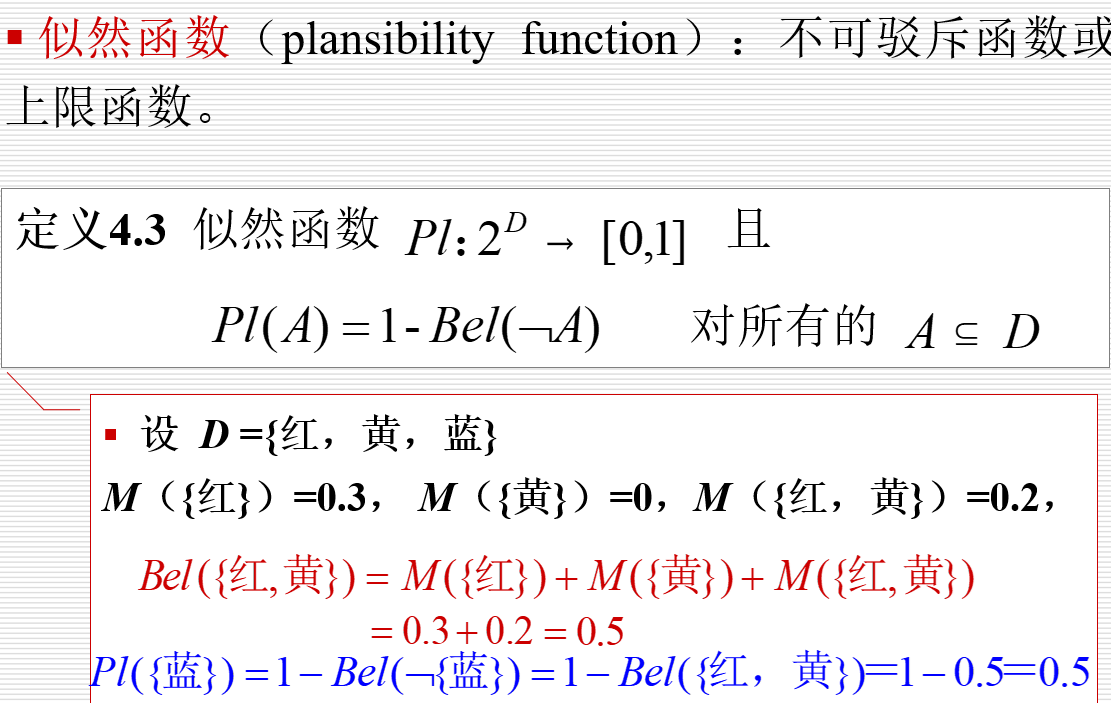 ▪ 似然函数（plansibility function）：不可驳斥函数或
上限函数。
定义4.3 似然函数 Pl：2^D → [0,1] 且
Pl(A) = 1- Bel(¬A) 对所有的 A ⊆ D
▪ 设 D ={红，黄，蓝}
M（{红}）=0.3， M（{黄}）=0，M（{红，黄}）=0.2，
Bel({红,黄}) = M({红}) + M({黄}) + M({红,黄})
= 0.3 + 0.2 = 0.5
Pl({蓝}) = 1 − Bel(¬{蓝}) = 1 − Bel({红，黄})=1 − 0.5=0.5